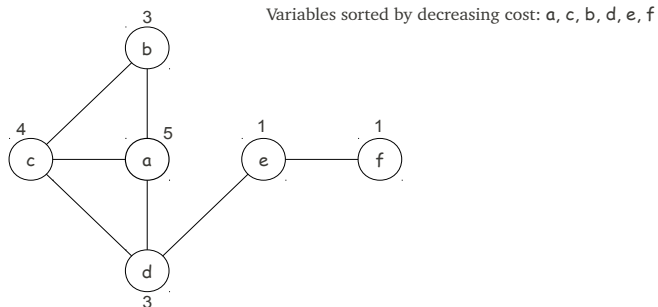 3
Variables sorted by decreasing cost: a, c, b, d, e, f
b
4
5
1
1
c
a
e
f
d
3